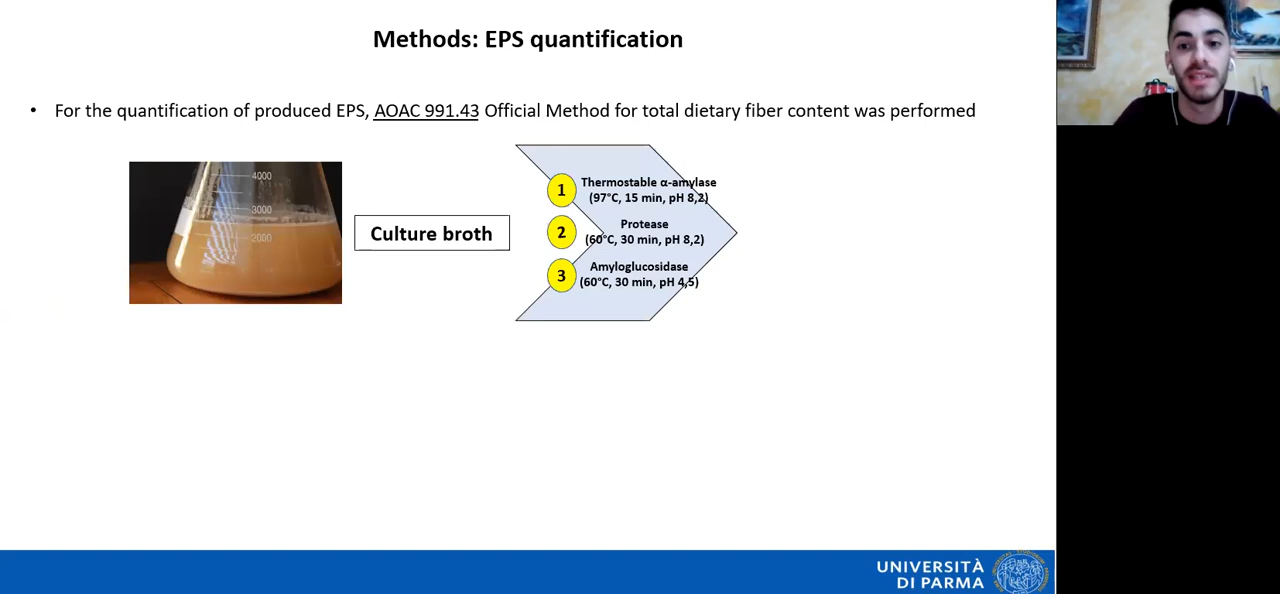 Methods: EPS quantification
• For the quantification of produced EPS, AOAC 991.43 Official Method for total dietary fiber content was performed
4000
3000
2000
Culture broth
1 Thermostable α-amylase
(97°C, 15 min, pH 8,2)
2 Protease
(60°C, 30 min, pH 8,2)
3 Amyloglucosidase
(60°C, 30 min, pH 4,5)
UNIVERSITÀ
DI PARMA